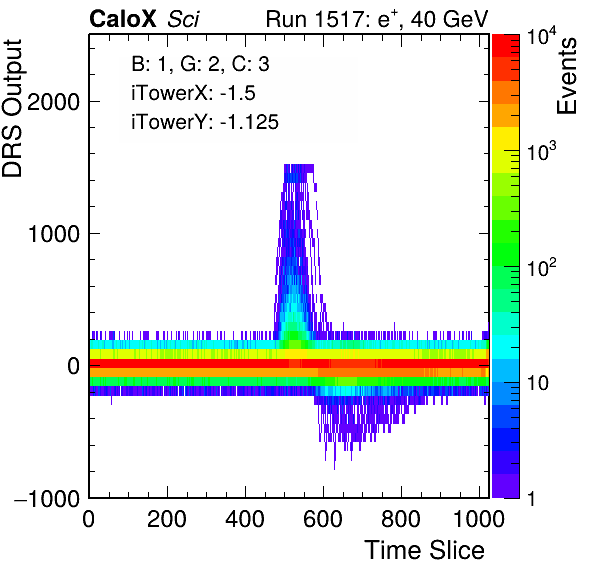 CaloX Sci Run 1517: e⁺, 40 GeV
B: 1, G: 2, C: 3
iTowerX: -1.5
iTowerY: -1.125
DRS Output
2000
1000
0
−1000
0 200 400 600 800 1000
Time Slice
Events
10⁴
10³
10²
10
1